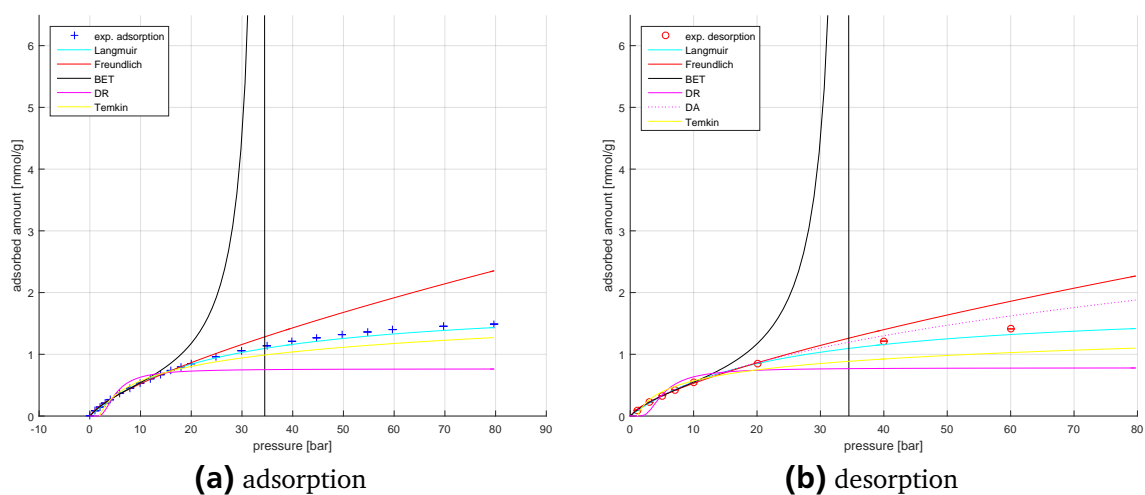 exp. adsorption
Langmuir
Freundlich
BET
DR
Temkin
adsorbed amount [mmol/g]
6
5
4
3
2
1
0
-10 0 10 20 30 40 50 60 70 80 90
pressure [bar]
(a) adsorption
exp. desorption
Langmuir
Freundlich
BET
DR
DA
Temkin
adsorbed amount [mmol/g]
6
5
4
3
2
1
0
0 10 20 30 40 50 60 70 80
pressure [bar]
(b) desorption